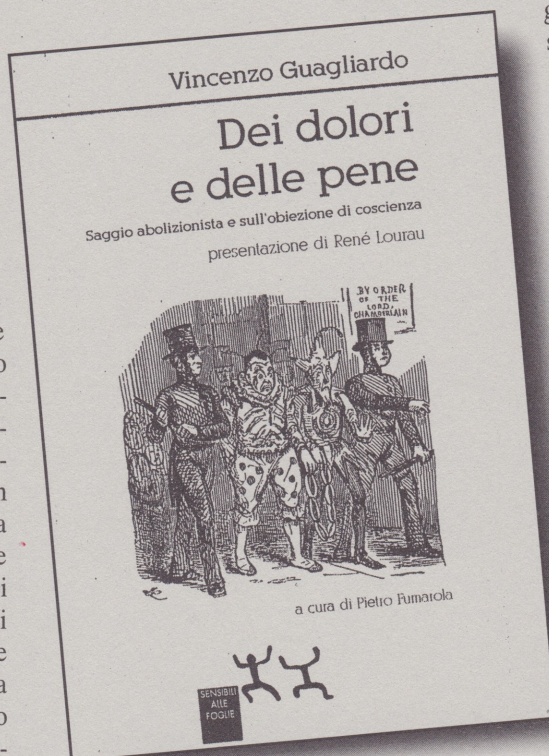 Vincenzo Guagliardo
Dei dolori
e delle pene
Saggio abolizionista e sull'obiezione di coscienza
presentazione di René Lourau
BY ORDER
OF THE
LORD
CHAMBERLAIN
a cura di Pietro Fumarola
SENSIBILI
ALLE
FOGLIE